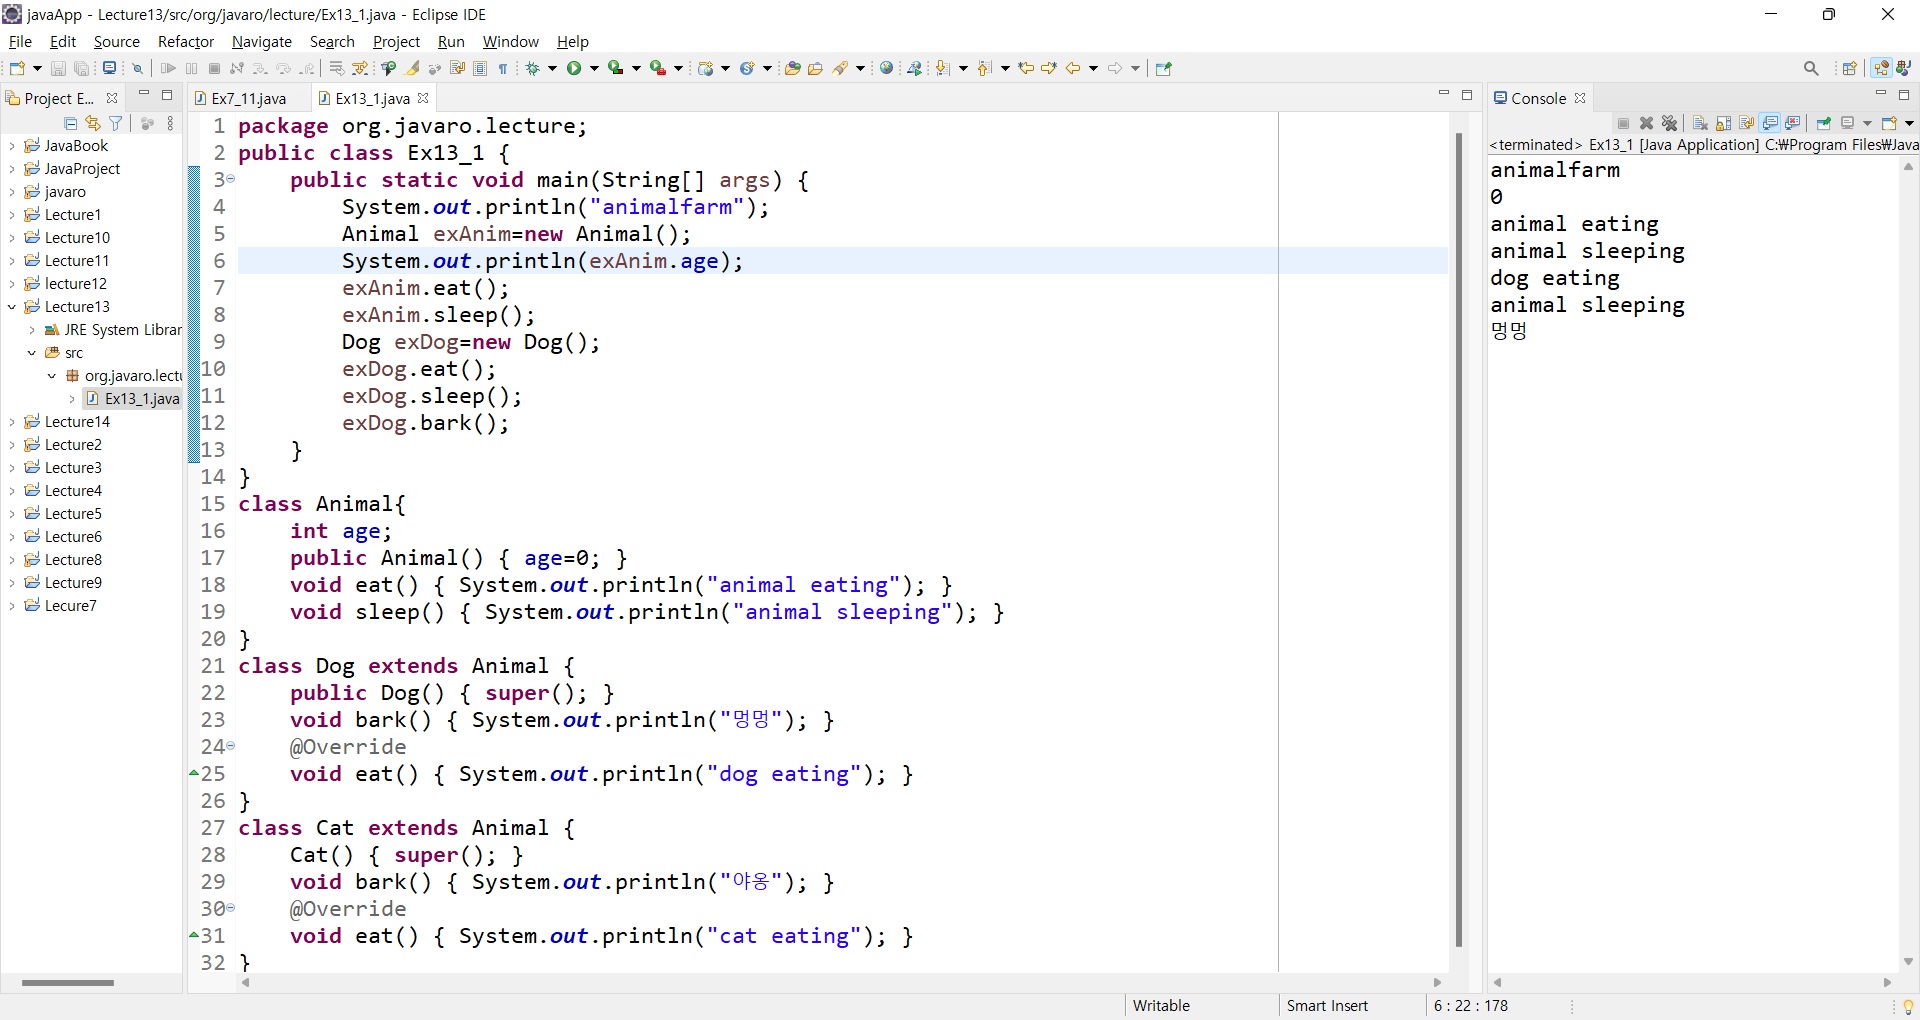 javaApp - Lecture13/src/org/javaro/lecture/Ex13_1.java - Eclipse IDE
File Edit Source Refactor Navigate Search Project Run Window Help
Project E...
JavaBook
JavaProject
javaro
Lecture1
Lecture10
Lecture11
lecture12
Lecture13
JRE System Librar
src
org.javaro.lectu
Ex13_1.java
Lecture14
Lecture2
Lecture3
Lecture4
Lecture5
Lecture6
Lecture8
Lecture9
Lecure7
Ex7_11.java Ex13_1.java
1 package org.javaro.lecture;
2 public class Ex13_1 {
3 public static void main(String[] args) {
4 System.out.println("animalfarm");
5 Animal exAnim=new Animal();
6 System.out.println(exAnim.age);
7 exAnim.eat();
8 exAnim.sleep();
9 Dog exDog=new Dog();
10 exDog.eat();
11 exDog.sleep();
12 exDog.bark();
13 }
14 }
15 class Animal{
16 int age;
17 public Animal() { age=0; }
18 void eat() { System.out.println("animal eating"); }
19 void sleep() { System.out.println("animal sleeping"); }
20 }
21 class Dog extends Animal {
22 public Dog() { super(); }
23 void bark() { System.out.println("멍멍"); }
24 @Override
25 void eat() { System.out.println("dog eating"); }
26 }
27 class Cat extends Animal {
28 Cat() { super(); }
29 void bark() { System.out.println("야옹"); }
30 @Override
31 void eat() { System.out.println("cat eating"); }
32 }
Console
<terminated> Ex13_1 [Java Application] C:₩Program Files₩Java
animalfarm
0
animal eating
animal sleeping
dog eating
animal sleeping
멍멍
Writable Smart Insert 6 : 22 : 178